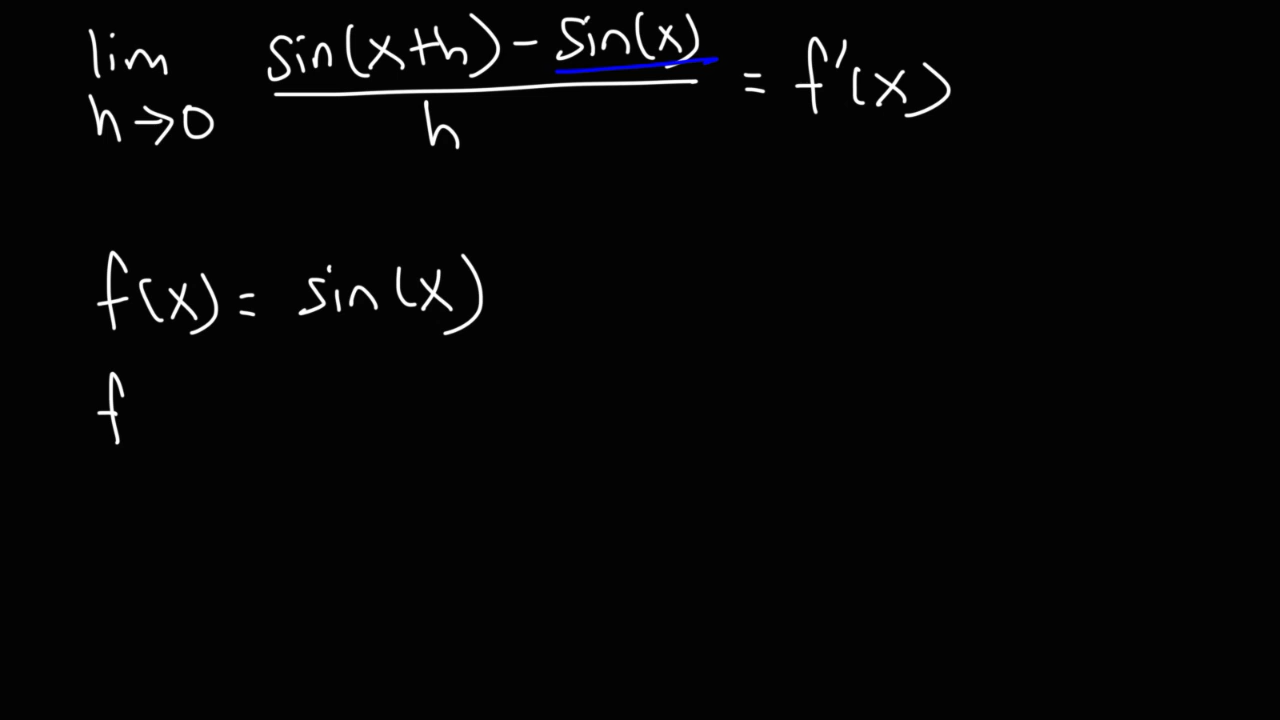 lim h→0 sin(x+h) - sin(x) / h = f'(x)
f(x) = sin(x)
f